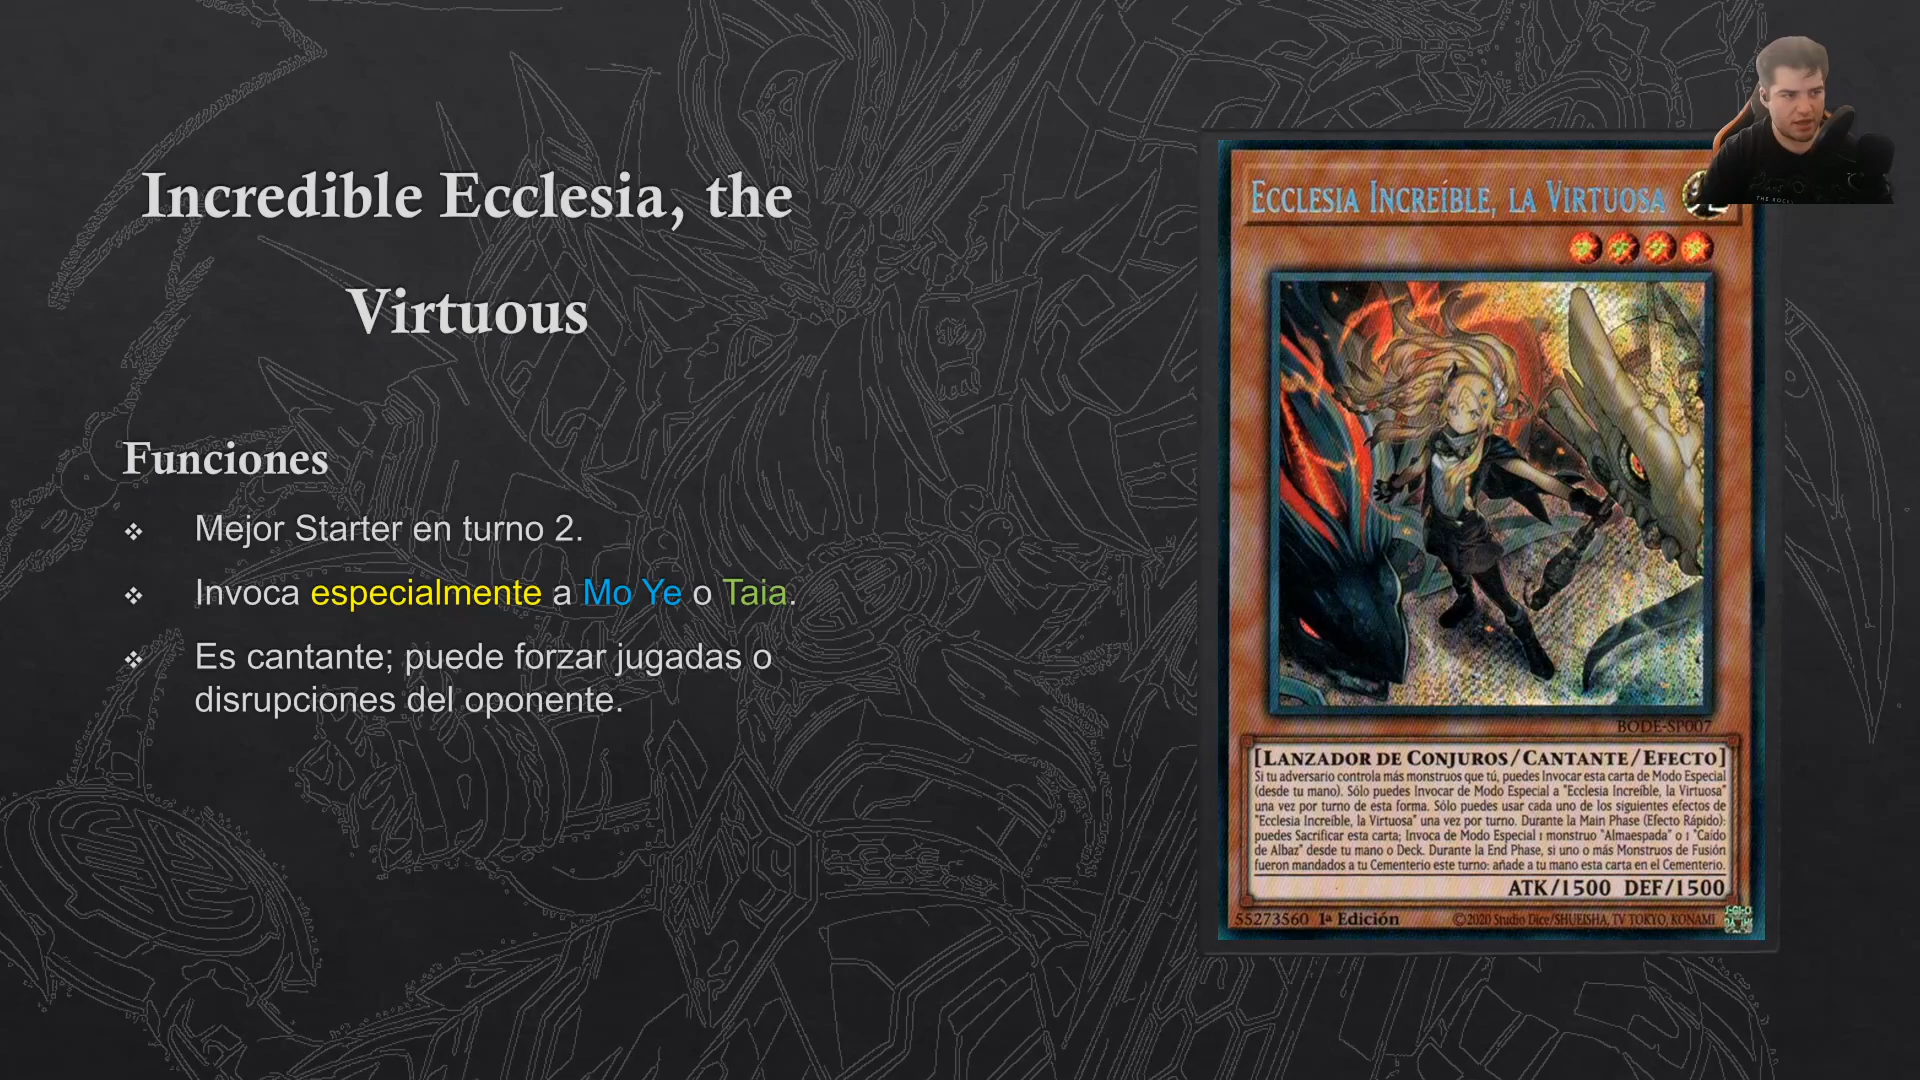 Incredible Ecclesia, the
Virtuous
Funciones
Mejor Starter en turno 2.
Invoca especialmente a Mo Ye o Taia.
Es cantante; puede forzar jugadas o
disrupciones del oponente.
ECCLESIA INCREÍBLE, LA VIRTUOSA
BODE-SP007
[LANZADOR DE CONJUROS/CANTANTE/EFECTO]
Si tu adversario controla más monstruos que tú, puedes Invocar esta carta de Modo Especial
(desde tu mano). Sólo puedes Invocar de Modo Especial a "Ecclesia Increíble, la Virtuosa"
una vez por turno de esta forma. Sólo puedes usar cada uno de los siguientes efectos de
"Ecclesia Increíble, la Virtuosa" una vez por turno. Durante la Main Phase (Efecto Rápido):
puedes Sacrificar esta carta; Invoca de Modo Especial 1 monstruo "Almaespada" o 1 "Caído
de Albaz" desde tu mano o Deck. Durante la End Phase, si uno o más Monstruos de Fusión
fueron mandados a tu Cementerio este turno: añade a tu mano esta carta en el Cementerio.
ATK/1500 DEF/1500
55273560 1ª Edición ©2020 Studio Dice/SHUEISHA, TV TOKYO, KONAMI